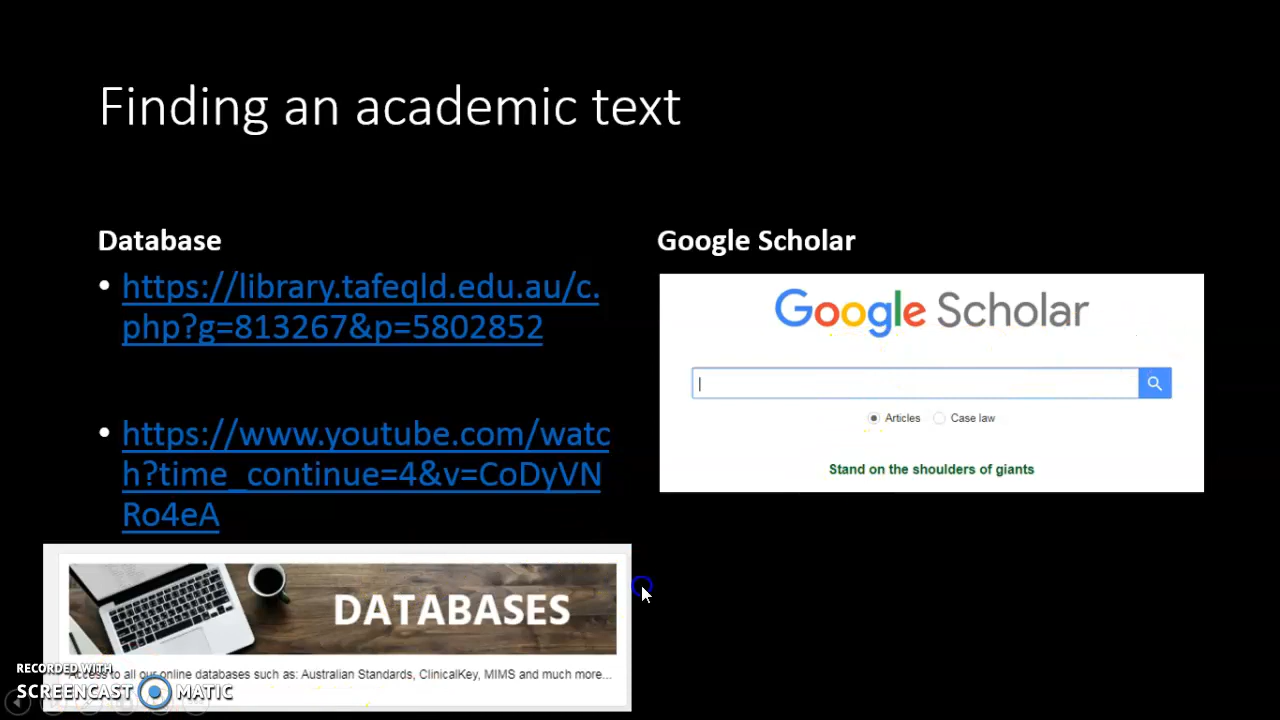 Finding an academic text
Database
• https://library.tafeqld.edu.au/c.
php?g=813267&p=5802852
• https://www.youtube.com/watc
h?time_continue=4&v=CoDyVN
Ro4eA
DATABASES
Access to all our online databases such as: Australian Standards, ClinicalKey, MIMS and much more...
Google Scholar
Google Scholar
Articles Case law
Stand on the shoulders of giants
RECORDED WITH
SCREENCAST MATIC